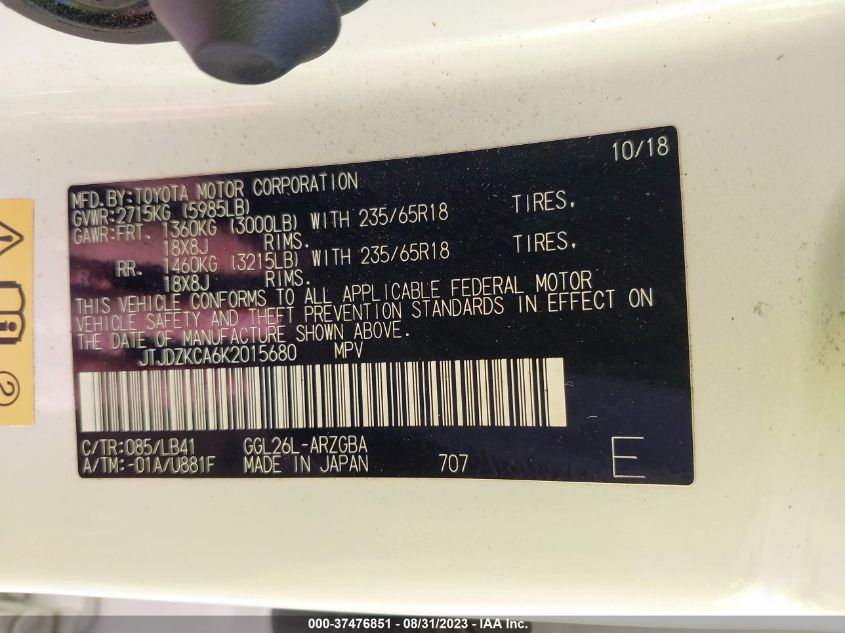 10/18
MFD.BY:TOYOTA MOTOR CORPORATION
GVWR:2715KG (5985LB)
GAWR:FRT. 1360KG (3000LB) WITH 235/65R18 TIRES,
18X8J RIMS.
RR. 1460KG (3215LB) WITH 235/65R18 TIRES,
18X8J RIMS.
THIS VEHICLE CONFORMS TO ALL APPLICABLE FEDERAL MOTOR
VEHICLE SAFETY AND THEFT PREVENTION STANDARDS IN EFFECT ON
THE DATE OF MANUFACTURE SHOWN ABOVE.
JTJDZKCA6K2015680 MPV
C/TR:085/LB41 GGL26L-ARZGBA
A/TM:-01A/U881F MADE IN JAPAN 707 E
2
000-37476851 - 08/31/2023 - IAA Inc.